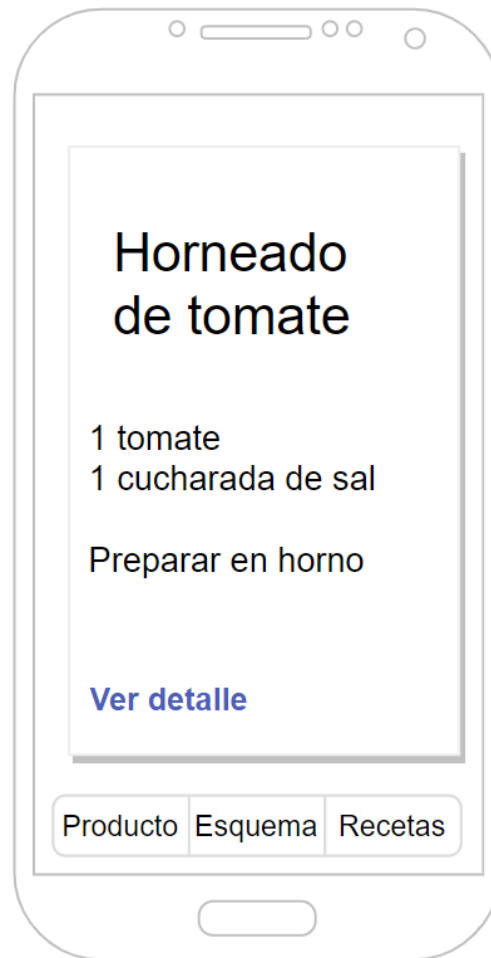 Horneado
de tomate
1 tomate
1 cucharada de sal
Preparar en horno
Ver detalle
Producto Esquema Recetas